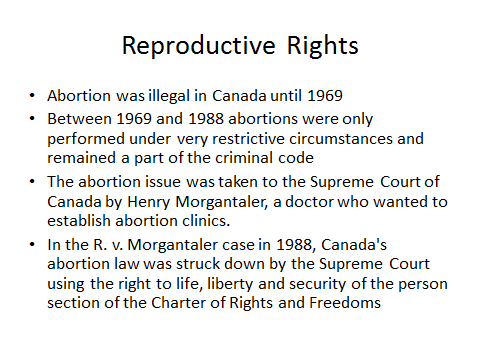 Reproductive Rights
• Abortion was illegal in Canada until 1969
• Between 1969 and 1988 abortions were only
performed under very restrictive circumstances and
remained a part of the criminal code
• The abortion issue was taken to the Supreme Court of
Canada by Henry Morgantaler, a doctor who wanted to
establish abortion clinics.
• In the R. v. Morgantaler case in 1988, Canada's
abortion law was struck down by the Supreme Court
using the right to life, liberty and security of the person
section of the Charter of Rights and Freedoms